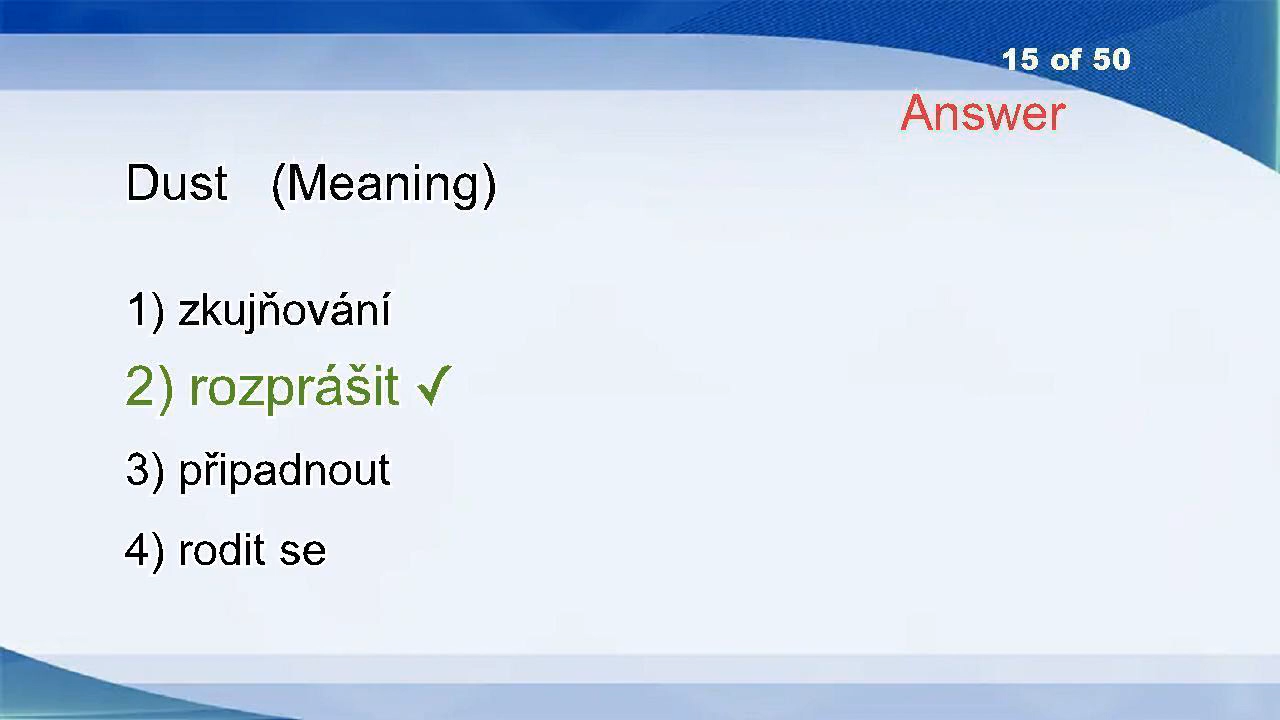 15 of 50
Answer
Dust (Meaning)
1) zkujňování
2) rozprášit ✓
3) připadnout
4) rodit se